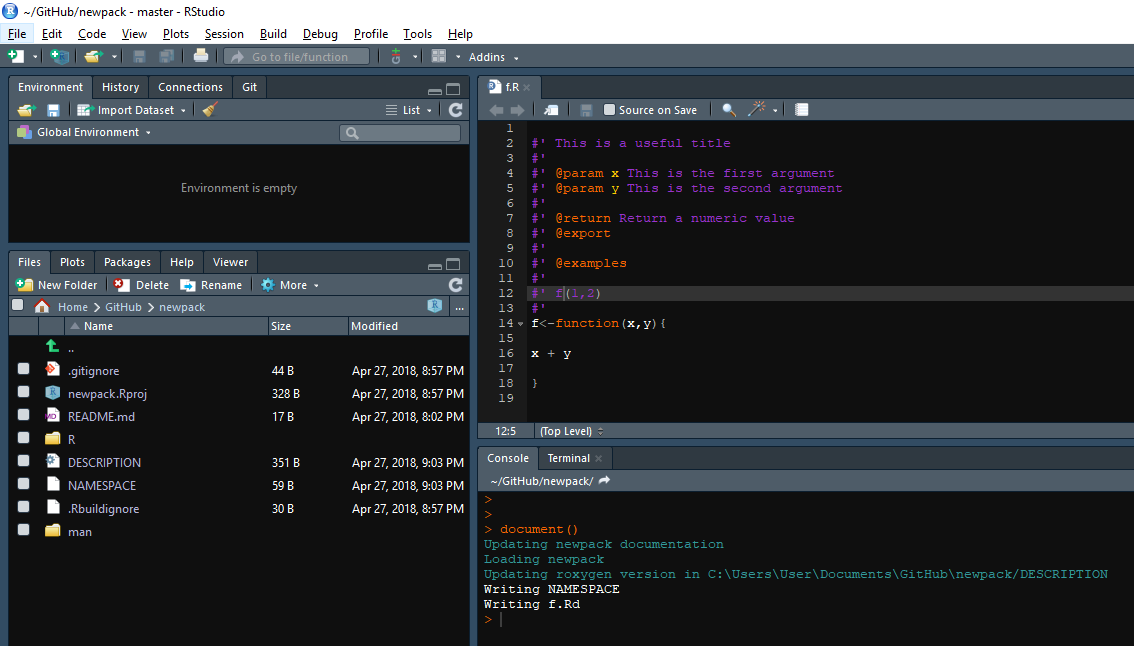 ~/GitHub/newpack - master - RStudio
File Edit Code View Plots Session Build Debug Profile Tools Help
Go to file/function Addins
Environment History Connections Git
Import Dataset List
Global Environment
Environment is empty
Files Plots Packages Help Viewer
New Folder Delete Rename More
Home GitHub newpack ...
Name Size Modified
..
.gitignore 44 B Apr 27, 2018, 8:57 PM
newpack.Rproj 328 B Apr 27, 2018, 8:57 PM
README.md 17 B Apr 27, 2018, 8:02 PM
R
DESCRIPTION 351 B Apr 27, 2018, 9:03 PM
NAMESPACE 59 B Apr 27, 2018, 9:03 PM
.Rbuildignore 30 B Apr 27, 2018, 8:57 PM
man
f.R
Source on Save
1
2 #' This is a useful title
3 #'
4 #' @param x This is the first argument
5 #' @param y This is the second argument
6 #'
7 #' @return Return a numeric value
8 #' @export
9 #'
10 #' @examples
11 #'
12 #' f(1,2)
13 #'
14 f<-function(x,y){
15
16 x + y
17
18 }
19
12:5 (Top Level)
Console Terminal
~/GitHub/newpack/
>
>
> document()
Updating newpack documentation
Loading newpack
Updating roxygen version in C:\Users\User\Documents\GitHub\newpack/DESCRIPTION
Writing NAMESPACE
Writing f.Rd
>